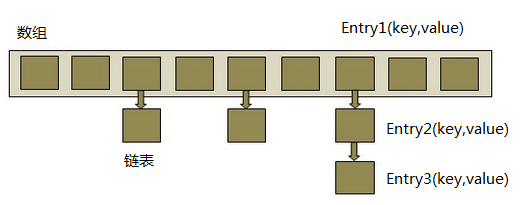 数组
Entry1(key,value)
Entry2(key,value)
链表
Entry3(key,value)